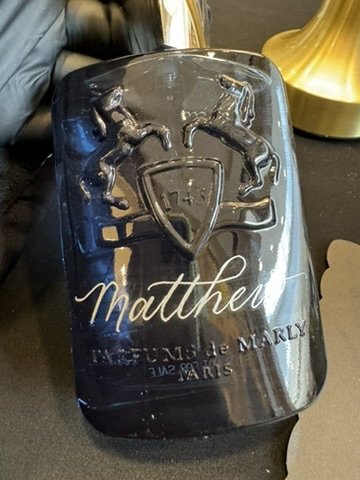 1743
Matthew
PARFUMS de MARLY
PARIS